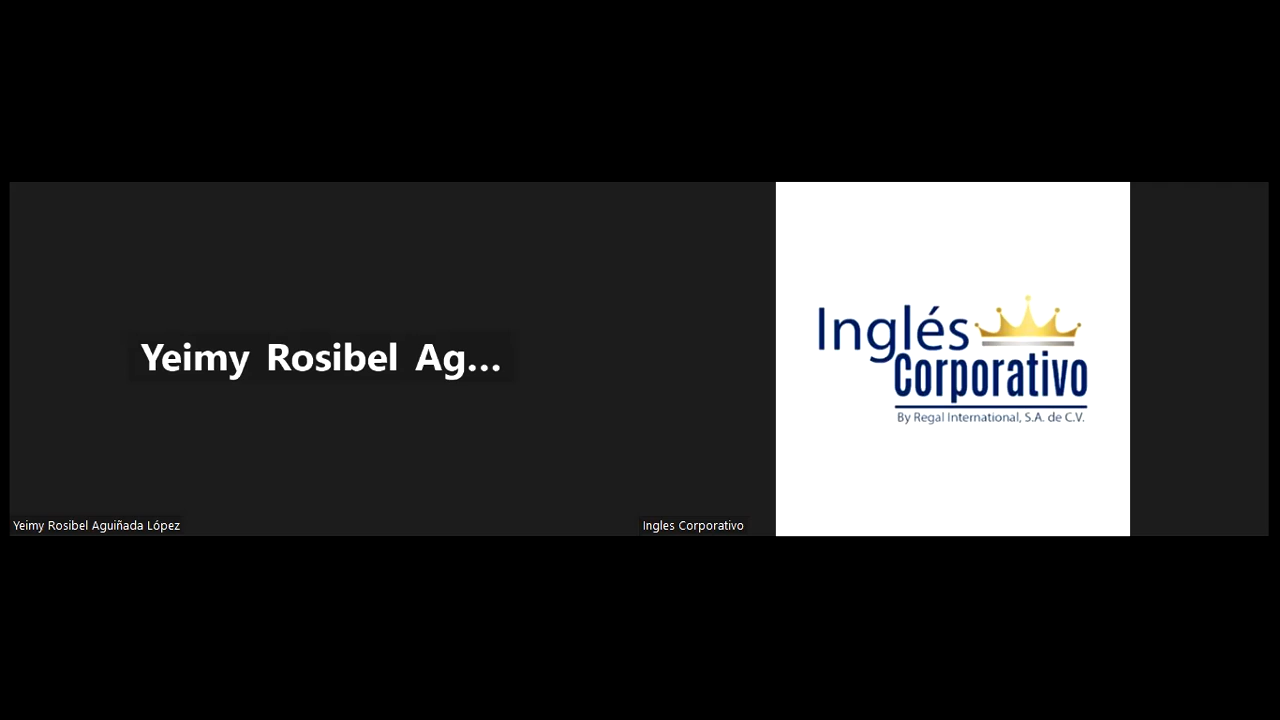 Yeimy Rosibel Ag...
Yeimy Rosibel Aguiñada López
Inglés
Corporativo
By Regal International, S.A. de C.V.
Ingles Corporativo